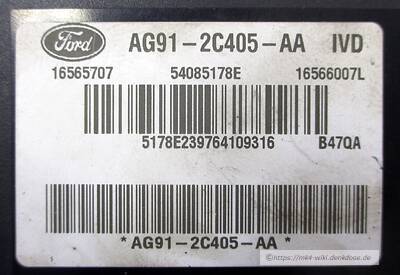 Ford AG91-2C405-AA IVD
16565707 54085178E 16566007L
5178E239764109316 B47QA
*AG91-2C405-AA*
©https://mk4-wiki.denkdose.de